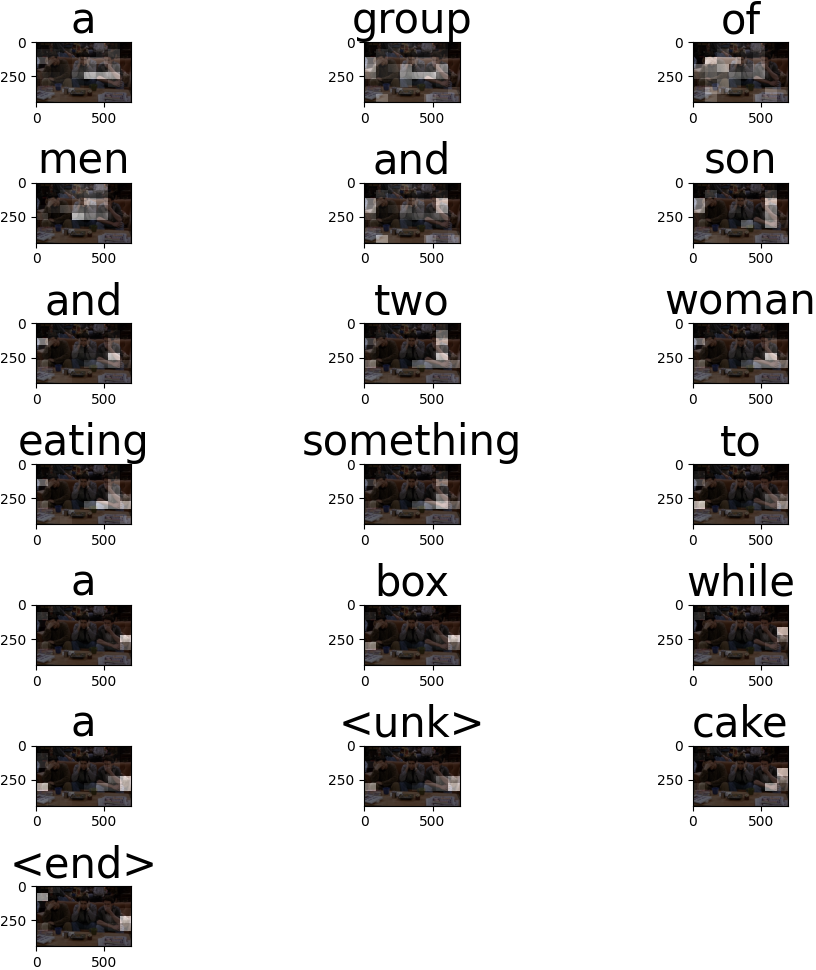 a group of
0 0 0
250 250 250
0 500 0 500 0 500
men and son
0 0 0
250 250 250
0 500 0 500 0 500
and two woman
0 0 0
250 250 250
0 500 0 500 0 500
eating something to
0 0 0
250 250 250
0 500 0 500 0 500
a box while
0 0 0
250 250 250
0 500 0 500 0 500
a <unk> cake
0 0 0
250 250 250
0 500 0 500 0 500
<end>
0
250
0 500